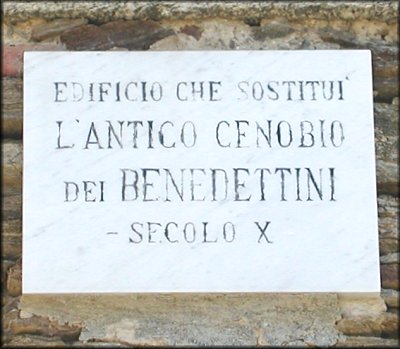 EDIFICIO CHE SOSTITUI'
L'ANTICO CENOBIO
DEI BENEDETTINI
- SECOLO X